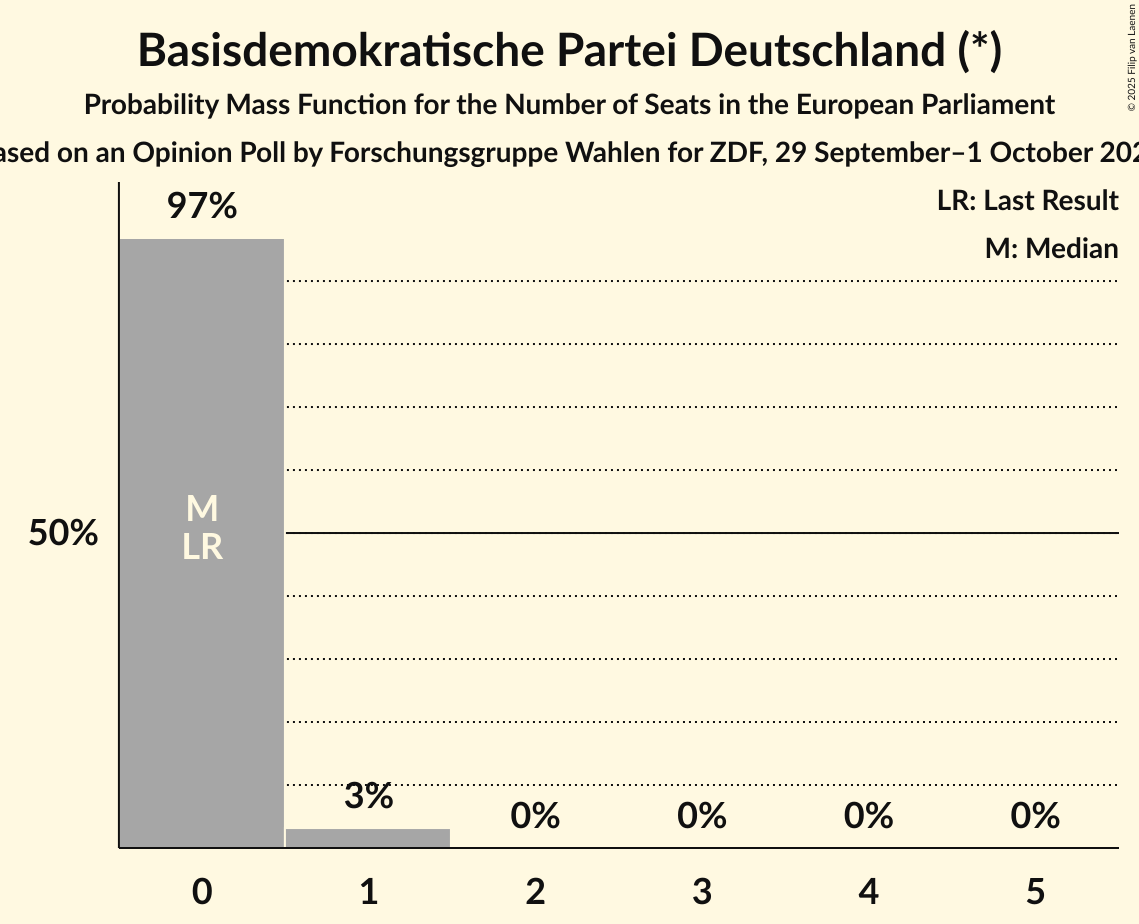 Basisdemokratische Partei Deutschland (*)
Probability Mass Function for the Number of Seats in the European Parliament
on an Opinion Poll by Forschungsgruppe Wahlen for ZDF, 29 September–1 October
© 2025 Filip van Laenen
LR: Last Result
M: Median
97%
M
LR
50%
3%
0%
0%
0%
0%
0
1
2
3
4
5